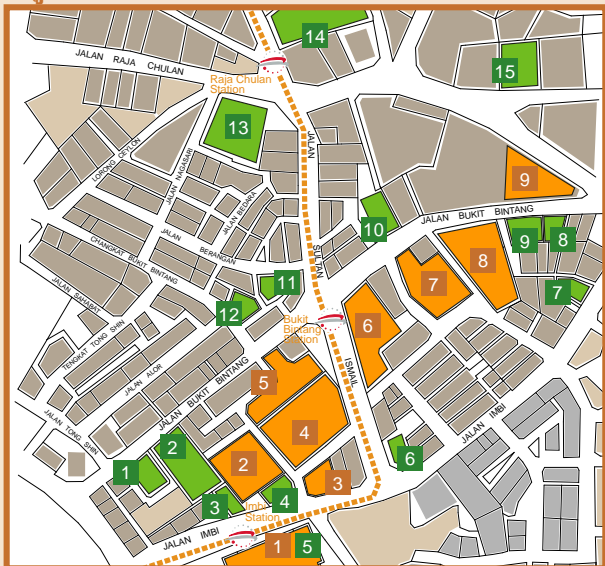 14
JALAN RAJA CHULAN
Raja Chulan
Station
15
13
JALAN
LORONG CEYLON
JALAN NAGASARI
JALAN BEDARA
9
10
JALAN BUKIT BINTANG
9
8
JALAN
BERANGAN
CHANGKAT BUKIT BINTANG
SULTAN
8
7
7
JALAN SAHABAT
11
12
Bukit
Bintang
Station
6
TENGKAT TONG SHIN
JALAN ALOR
JALAN BUKIT BINTANG
5
ISMAIL
4
JALAN TONG SHIN
JALAN IMBI
2
1
2
6
3
4
3
Imbi
Station
JALAN IMBI
1
5